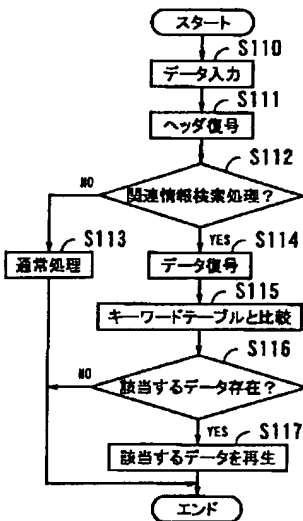 スタート
S110
データ入力
S111
ヘッダ復号
S112
関連情報検索処理?
NO
YES
S113
通常処理
S114
データ復号
S115
キーワードテーブルと比較
S116
該当するデータ存在?
NO
YES
S117
該当するデータを再生
エンド